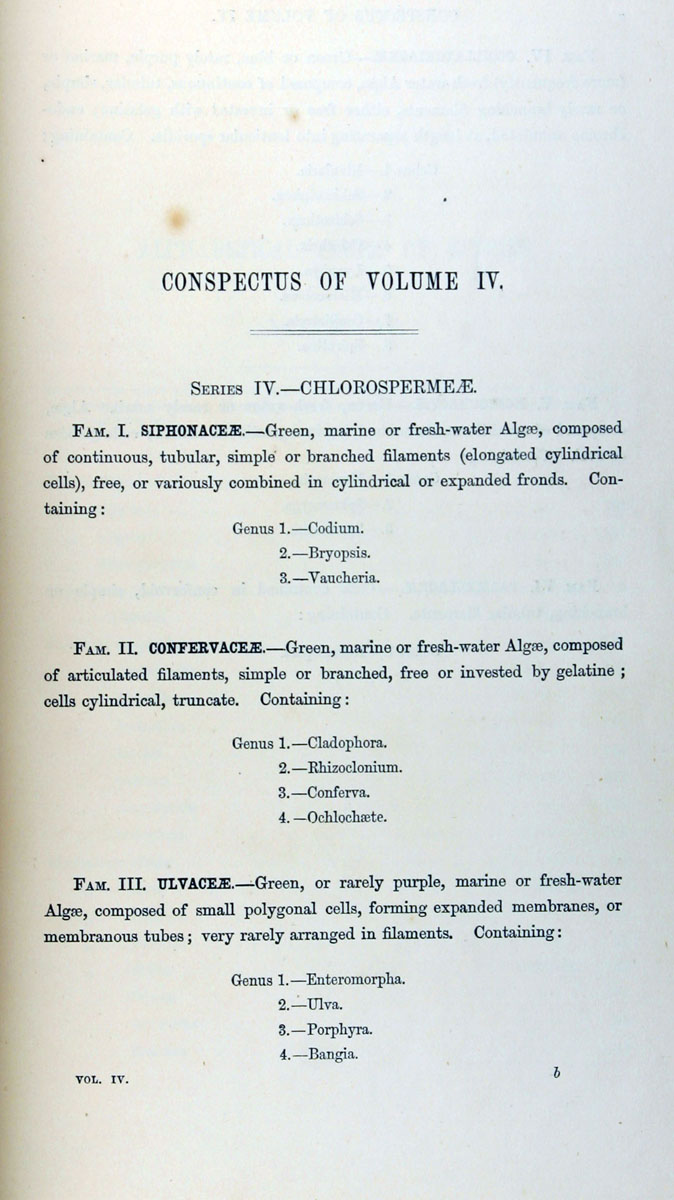 CONSPECTUS OF VOLUME IV.
SERIES IV.—CHLOROSPERMEÆ.
FAM. I. SIPHONACEÆ.—Green, marine or fresh-water Algæ, composed
of continuous, tubular, simple or branched filaments (elongated cylindrical
cells), free, or variously combined in cylindrical or expanded fronds. Con-
taining:
Genus 1.—Codium.
2.—Bryopsis.
3.—Vaucheria.
FAM. II. CONFERVACEÆ.—Green, marine or fresh-water Algæ, composed
of articulated filaments, simple or branched, free or invested by gelatine ;
cells cylindrical, truncate. Containing:
Genus 1.—Cladophora.
2.—Rhizoclonium.
3.—Conferva.
4.—Ochlochæte.
FAM. III. ULVACEÆ.—Green, or rarely purple, marine or fresh-water
Algæ, composed of small polygonal cells, forming expanded membranes, or
membranous tubes; very rarely arranged in filaments. Containing:
Genus 1.—Enteromorpha.
2.—Ulva.
3.—Porphyra.
4.—Bangia.
VOL. IV. b